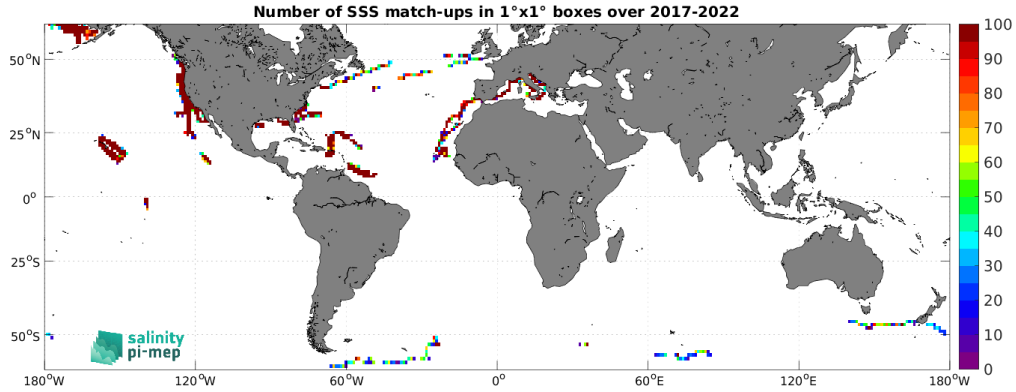 Number of SSS match-ups in 1°x1° boxes over 2017-2022
100
90
80
70
60
50
40
30
20
10
0
50°N
25°N
0°
25°S
50°S
salinity
pi-mep
180°W 120°W 60°W 0° 60°E 120°E 180°W